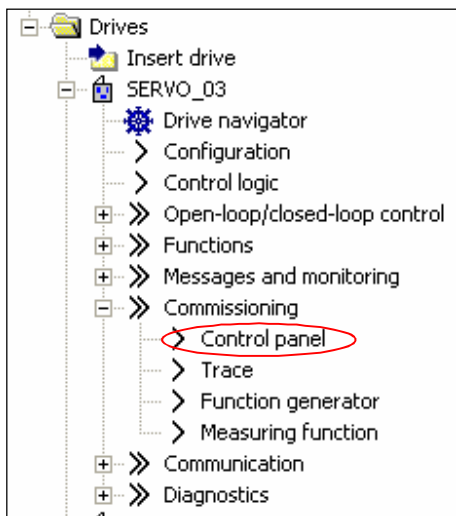 Drives
Insert drive
SERVO_03
Drive navigator
Configuration
Control logic
Open-loop/closed-loop control
Functions
Messages and monitoring
Commissioning
Control panel
Trace
Function generator
Measuring function
Communication
Diagnostics